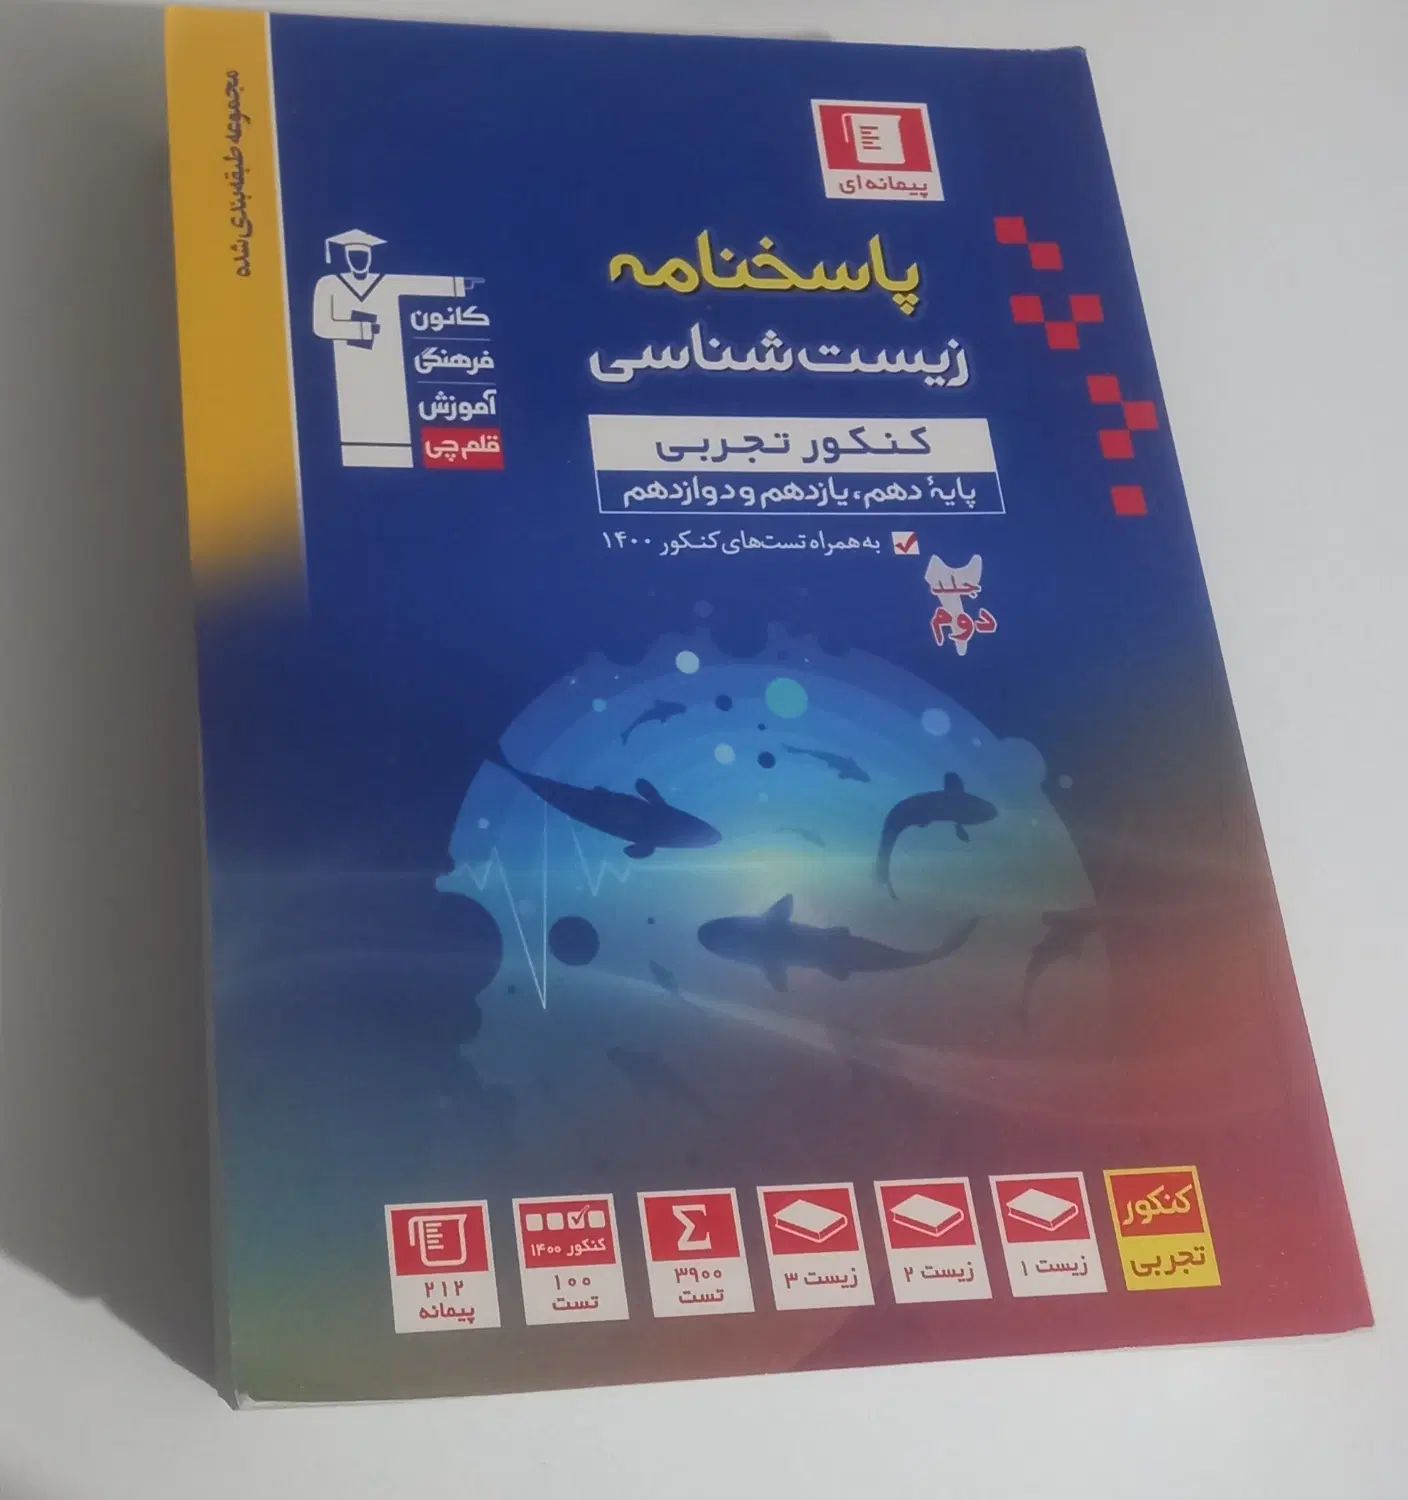 مجموعه طبقه‌بندی شده
پیمانه‌ای
پاسخنامه
زیست‌شناسی
کنکور تجربی
پایهٔ دهم، یازدهم و دوازدهم
به همراه تست‌های کنکور ۱۴۰۰
جلد
دوم
کانون
فرهنگی
آموزش
قلم‌چی
کنکور
تجربی
زیست ۱
زیست ۲
زیست ۳
۳۹۰۰
تست
کنکور ۱۴۰۰
۱۰۰
تست
۲۱۲
پیمانه